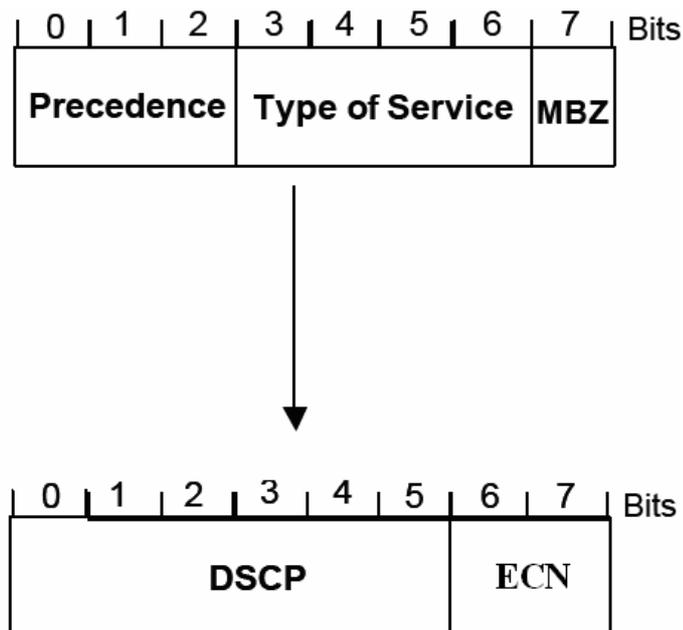 0 1 2 3 4 5 6 7 Bits
Precedence Type of Service MBZ
0 1 2 3 4 5 6 7 Bits
DSCP ECN